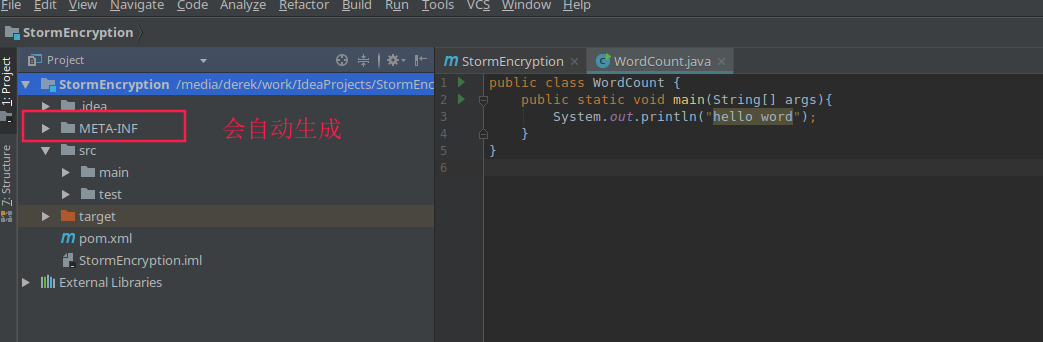 File Edit View Navigate Code Analyze Refactor Build Run Tools VCS Window Help
StormEncryption
1: Project
7: Structure
Project
StormEncryption /media/derek/work/IdeaProjects/StormEnc
.idea
META-INF
会自动生成
src
main
test
target
pom.xml
StormEncryption.iml
External Libraries
StormEncryption
WordCount.java
1 public class WordCount {
2 public static void main(String[] args){
3 System.out.println("hello word");
4 }
5 }
6